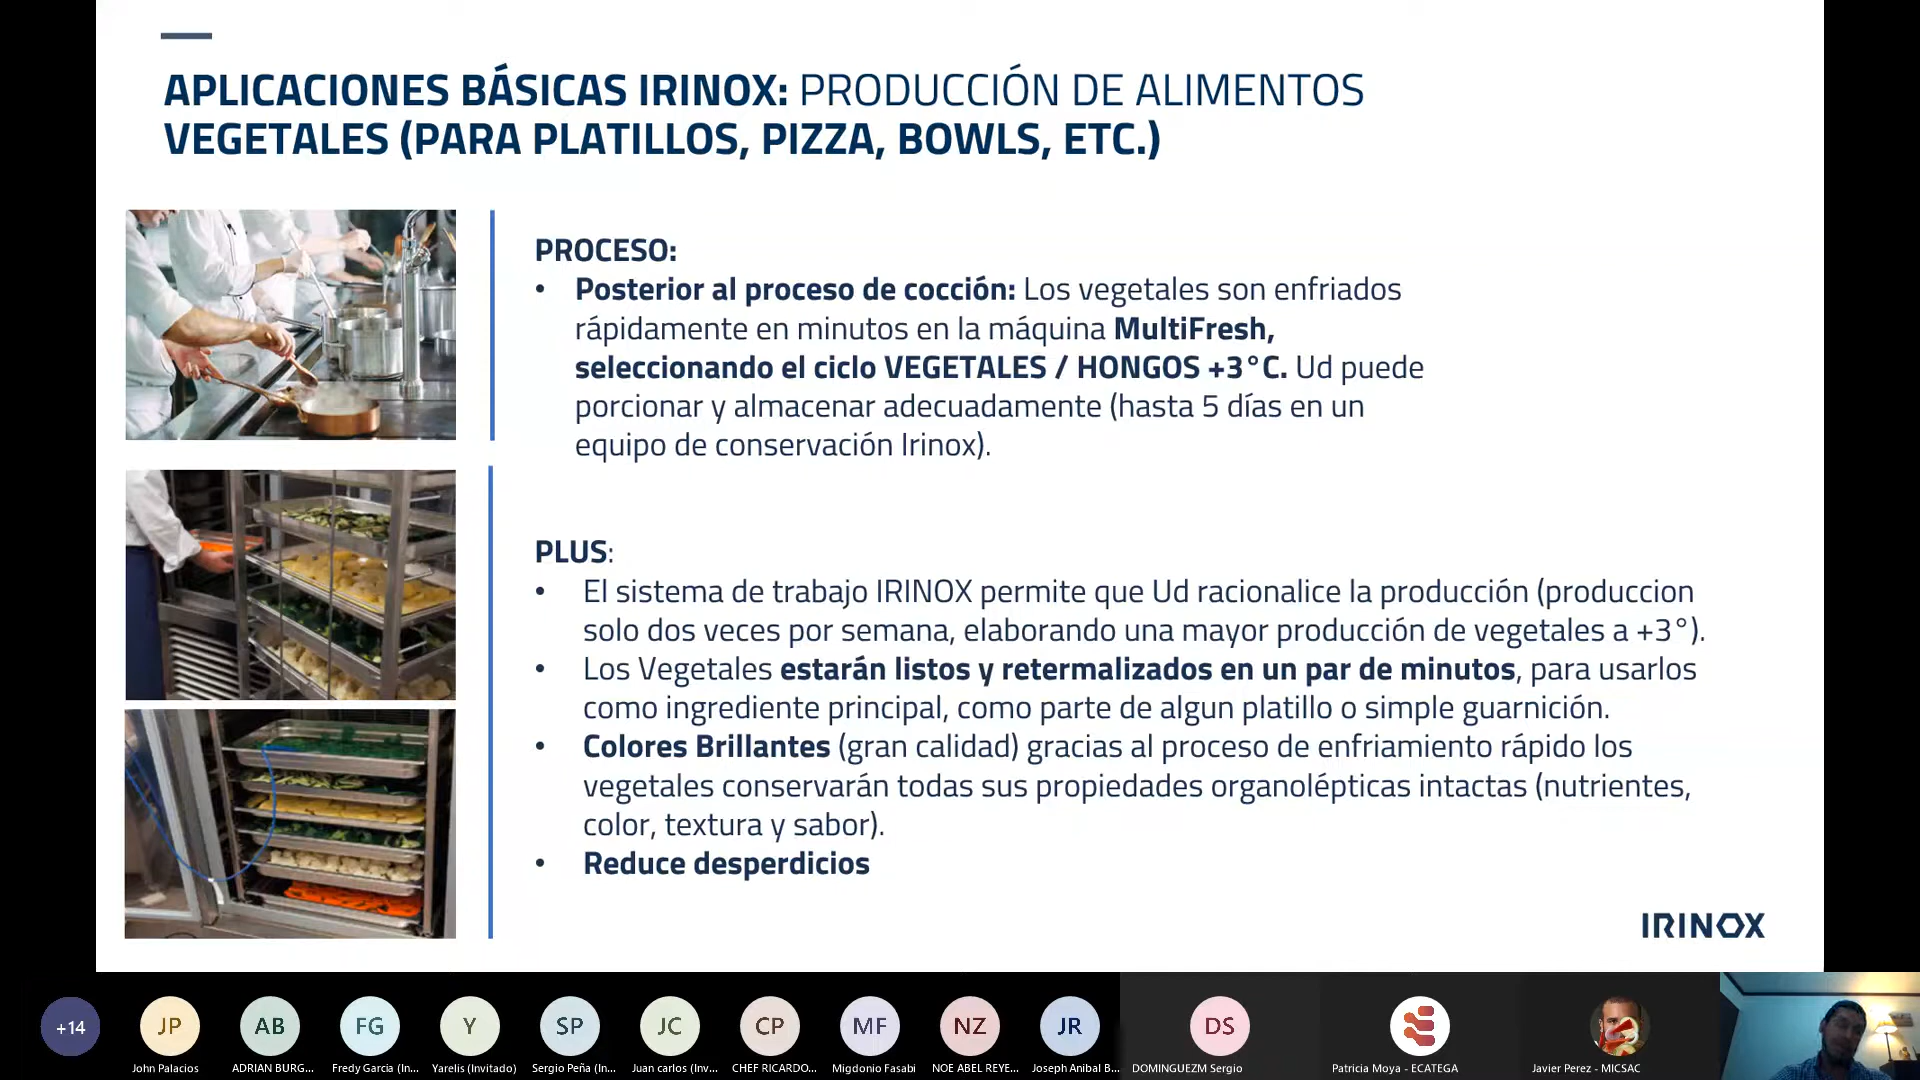 APLICACIONES BÁSICAS IRINOX: PRODUCCIÓN DE ALIMENTOS
VEGETALES (PARA PLATILLOS, PIZZA, BOWLS, ETC.)
PROCESO:
• Posterior al proceso de cocción: Los vegetales son enfriados
rápidamente en minutos en la máquina MultiFresh,
seleccionando el ciclo VEGETALES / HONGOS +3°C. Ud puede
porcionar y almacenar adecuadamente (hasta 5 días en un
equipo de conservación Irinox).
PLUS:
• El sistema de trabajo IRINOX permite que Ud racionalice la producción (produccion
solo dos veces por semana, elaborando una mayor producción de vegetales a +3°).
• Los Vegetales estarán listos y retermalizados en un par de minutos, para usarlos
como ingrediente principal, como parte de algun platillo o simple guarnición.
• Colores Brillantes (gran calidad) gracias al proceso de enfriamiento rápido los
vegetales conservarán todas sus propiedades organolépticas intactas (nutrientes,
color, textura y sabor).
• Reduce desperdicios
IRINOX
+14 JP AB FG Y SP JC CP MF NZ JR DS
John Palacios ADRIAN BURG... Fredy Garcia (In... Yarelis (Invitado) Sergio Peña (In... Juan carlos (Inv... CHEF RICARDO... Migdonio Fasabi NOE ABEL REYE... Joseph Anibal B... DOMINGUEZM Sergio Patricia Moya - ECATEGA Javier Perez - MICSAC